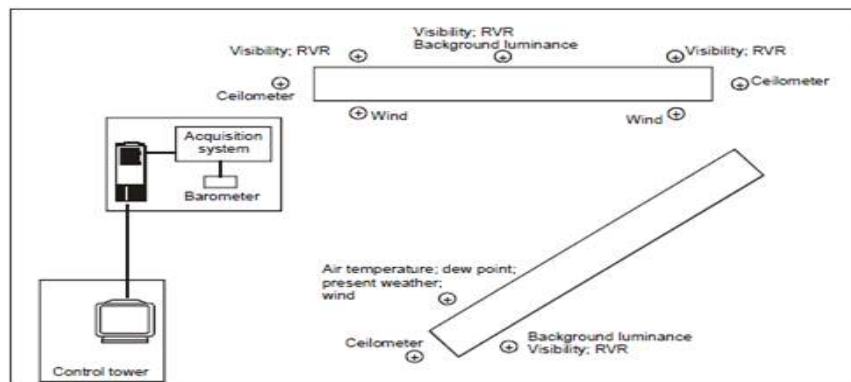 Visibility; RVR
Background luminance
Visibility; RVR
Visibility; RVR
Ceilometer
Ceilometer
Wind
Wind
Acquisition
system
Barometer
Air temperature; dew point;
present weather;
wind
Ceilometer
Background luminance
Visibility; RVR
Control tower